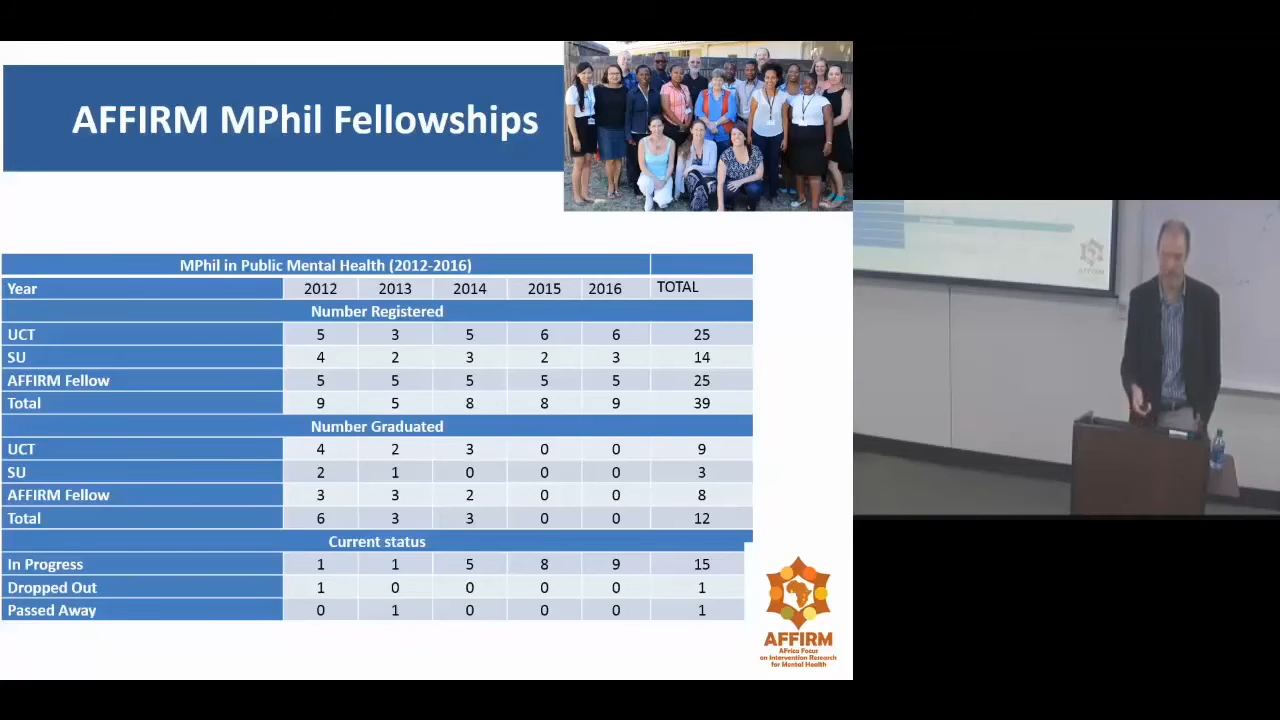 AFFIRM MPhil Fellowships
MPhil in Public Mental Health (2012-2016)
Year 2012 2013 2014 2015 2016 TOTAL
Number Registered
UCT 5 3 5 6 6 25
SU 4 2 3 2 3 14
AFFIRM Fellow 5 5 5 5 5 25
Total 9 5 8 8 9 39
Number Graduated
UCT 4 2 3 0 0 9
SU 2 1 0 0 0 3
AFFIRM Fellow 3 3 2 0 0 8
Total 6 3 3 0 0 12
Current status
In Progress 1 1 5 8 9 15
Dropped Out 1 0 0 0 0 1
Passed Away 0 1 0 0 0 1
AFFIRM
AFrica Focus
on Intervention Research
for Mental Health
AFFIRM